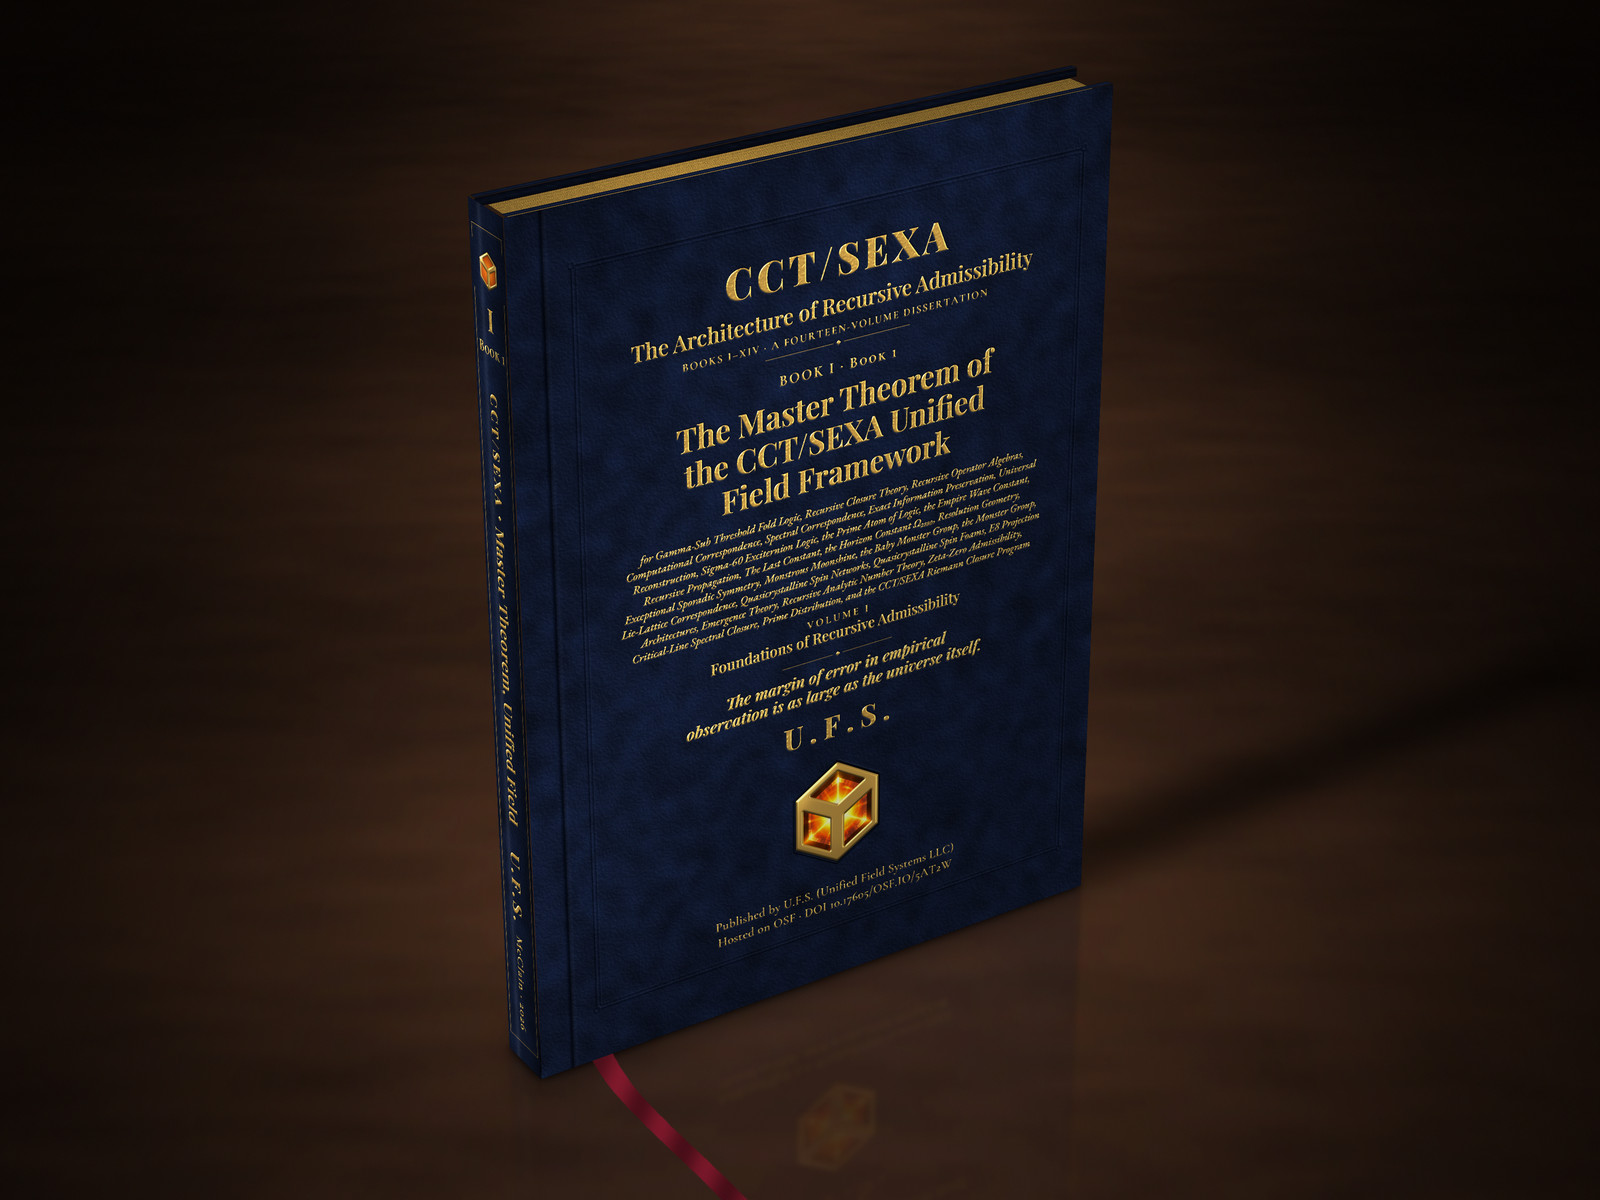 CCT/SEXA
The Architecture of Recursive Admissibility
BOOKS I–XIV · A FOURTEEN-VOLUME DISSERTATION
BOOK I · Book 1
The Master Theorem of
the CCT/SEXA Unified
Field Framework
for Gamma-Sub Threshold Fold Logic, Recursive Closure Theory, Recursive Operator Algebras,
Computational Correspondence, Spectral Correspondence, Exact Information Preservation, Universal
Reconstruction, Sigma-60 Exciternion Logic, the Prime Atom of Logic, the Empire Wave Constant,
Recursive Propagation, The Last Constant, the Horizon Constant Ω, Resolution Geometry,
Exceptional Sporadic Symmetry, Monstrous Moonshine, the Baby Monster Group, the Monster Group,
Lie-Lattice Correspondence, Quasicrystalline Spin Networks, Quasicrystalline Spin Foams, E8 Projection
Architectures, Emergence Theory, Recursive Analytic Number Theory, Zeta-Zero Admissibility,
Critical-Line Spectral Closure, Prime Distribution, and the CCT/SEXA Riemann Closure Program
VOLUME I
Foundations of Recursive Admissibility
The margin of error in empirical
observation is as large as the universe itself.
U.F.S.
Published by U.F.S. (Unified Field Systems LLC)
Hosted on OSF · DOI 10.17605/OSF.IO/5AT2W
I
Book 1
CCT/SEXA · Master Theorem, Unified Field
U.F.S.
McClain · 2026